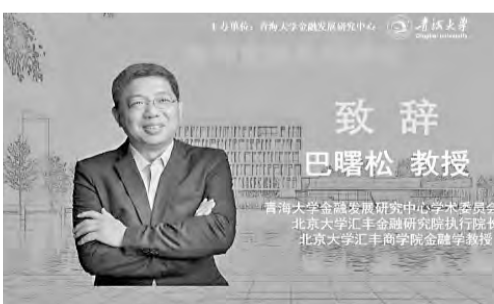 主办单位：青海大学金融发展研究中心
青海大学
Qinghai University
致 辞
巴曙松 教授
青海大学金融发展研究中心学术委员会
北京大学汇丰金融研究院执行院长
北京大学汇丰商学院金融学教授